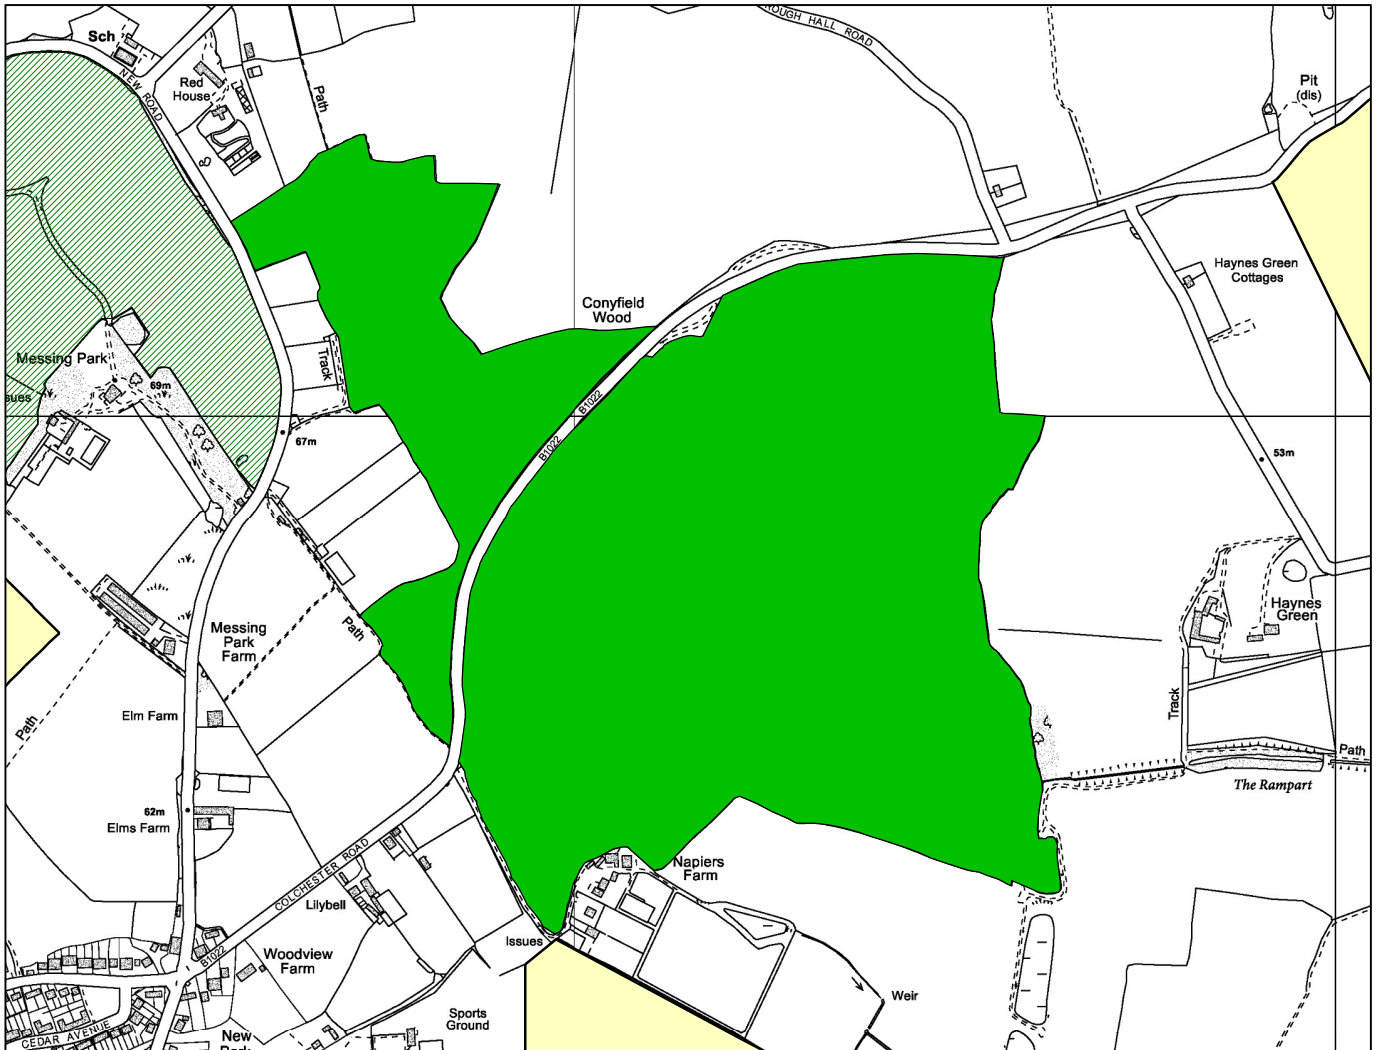 Sch
NEW ROAD
Red
House
Path
ROUGH HALL ROAD
Pit
(dis)
Haynes Green
Cottages
Conyfield
Wood
Messing Park
69m
sues
Track
B1022
67m
B1022
53m
Messing
Park
Farm
Path
Haynes
Green
Elm Farm
Path
Track
Path
The Rampart
62m
Elms Farm
COLCHESTER ROAD
Napiers
Farm
Lilybell
Issues
B1022
Woodview
Farm
Weir
Sports
Ground
CEDAR AVENUE
New